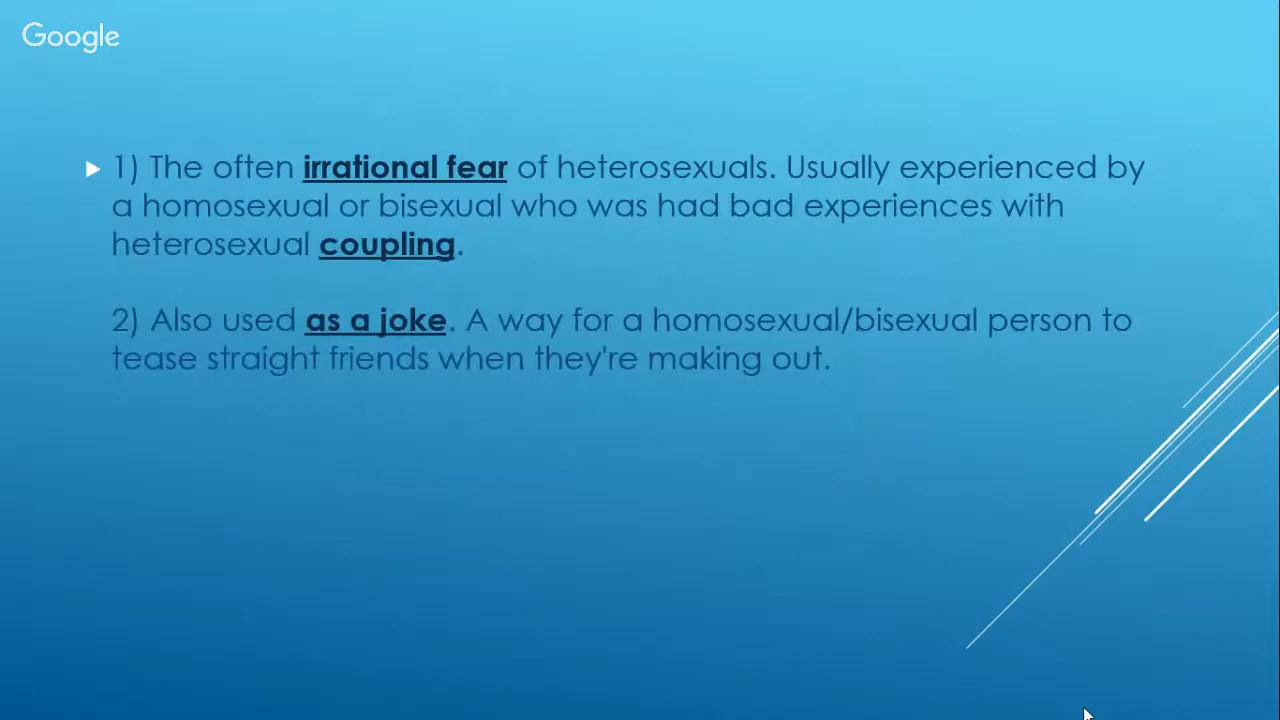 Google
1) The often irrational fear of heterosexuals. Usually experienced by
a homosexual or bisexual who was had bad experiences with
heterosexual coupling.
2) Also used as a joke. A way for a homosexual/bisexual person to
tease straight friends when they're making out.